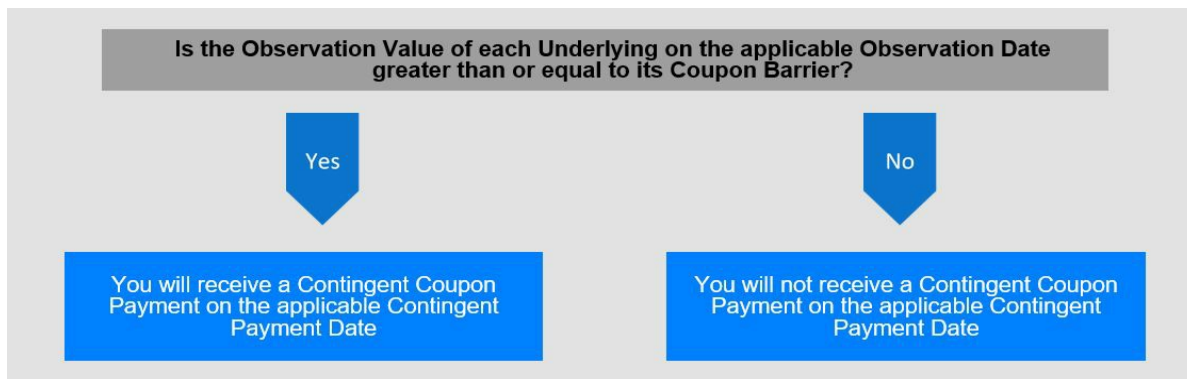 Is the Observation Value of each Underlying on the applicable Observation Date
greater than or equal to its Coupon Barrier?
Yes
No
You will receive a Contingent Coupon
Payment on the applicable Contingent
Payment Date
You will not receive a Contingent Coupon
Payment on the applicable Contingent
Payment Date